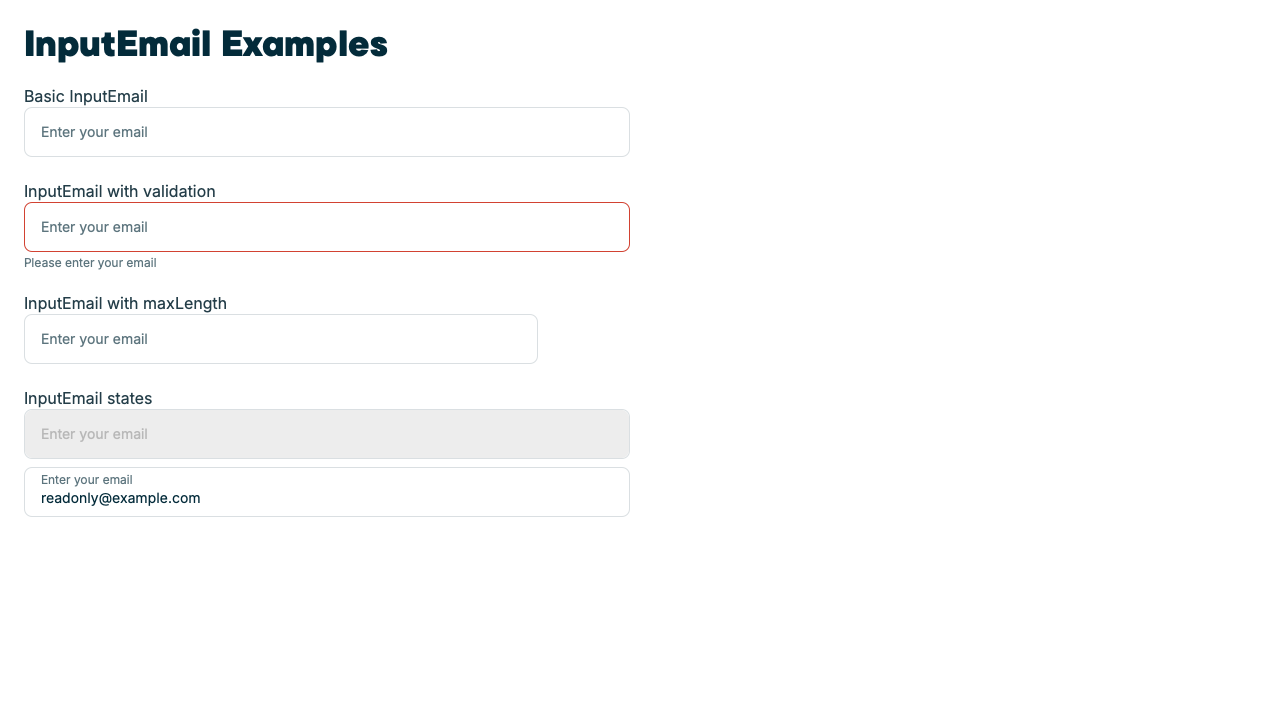 InputEmail Examples
Basic InputEmail
Enter your email
InputEmail with validation
Enter your email
Please enter your email
InputEmail with maxLength
Enter your email
InputEmail states
Enter your email
Enter your email
readonly@example.com